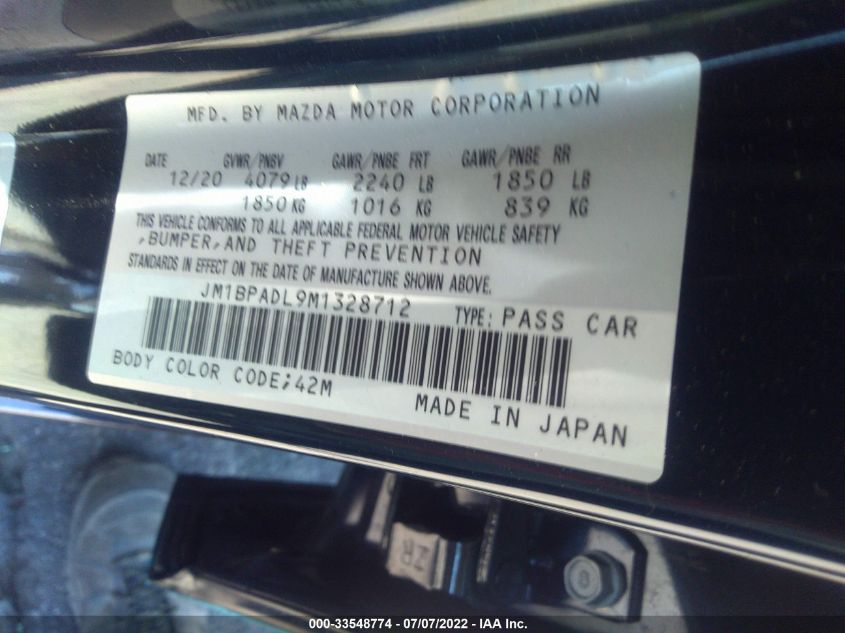 MFD. BY MAZDA MOTOR CORPORATION
DATE GVWR/PNBV GAWR/PNBE FRT GAWR/PNBE RR
12/20 4079 LB 2240 LB 1850 LB
1850 KG 1016 KG 839 KG
THIS VEHICLE CONFORMS TO ALL APPLICABLE FEDERAL MOTOR VEHICLE SAFETY
,BUMPER,AND THEFT PREVENTION
STANDARDS IN EFFECT ON THE DATE OF MANUFACTURE SHOWN ABOVE.
JM1BPADL9M1328712 TYPE: PASS CAR
BODY COLOR CODE;42M
MADE IN JAPAN
8
000-33548774 - 07/07/2022 - IAA Inc.